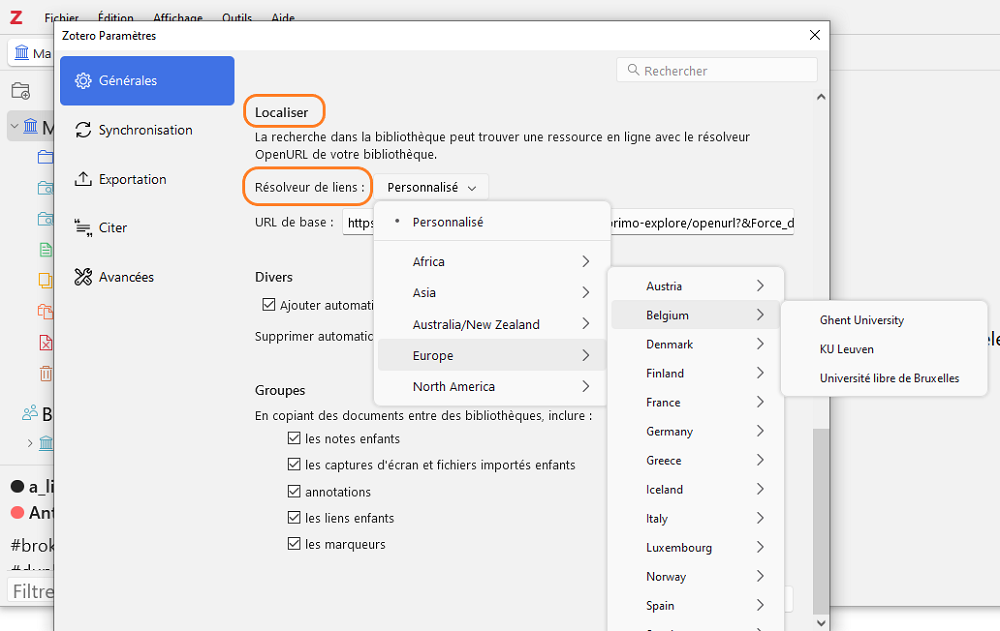 Z Fichier Édition Affichage Outils Aide
Zotero Paramètres
Ma
Générales
Rechercher
Localiser
La recherche dans la bibliothèque peut trouver une ressource en ligne avec le résolveur
OpenURL de votre bibliothèque.
Synchronisation
Exportation
Résolveur de liens : Personnalisé
URL de base : https
primo-explore/openurl?&Force_d
Personnalisé
Citer
Avancées
Africa
Asia
Australia/New Zealand
Europe
North America
Austria
Belgium
Denmark
Finland
France
Germany
Greece
Iceland
Italy
Luxembourg
Norway
Spain
Ghent University
KU Leuven
Université libre de Bruxelles
Divers
Ajouter automati
Supprimer automatic
Groupes
En copiant des documents entre des bibliothèques, inclure :
les notes enfants
les captures d'écran et fichiers importés enfants
annotations
les liens enfants
les marqueurs
M
B
a_li
Ant
#brok
Filtre